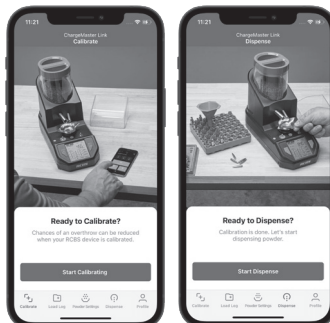 11:21
ChargeMaster Link
Calibrate
Ready to Calibrate?
Chances of an overthrow can be reduced
when your RCBS device is calibrated.
Start Calibrating
Calibrate
Load Log
Powder Settings
Dispense
Profile
11:21
ChargeMaster Link
Dispense
Ready to Dispense?
Calibration is done. Let's start
dispensing powder.
Start Dispense
Calibrate
Load Log
Powder Settings
Dispense
Profile